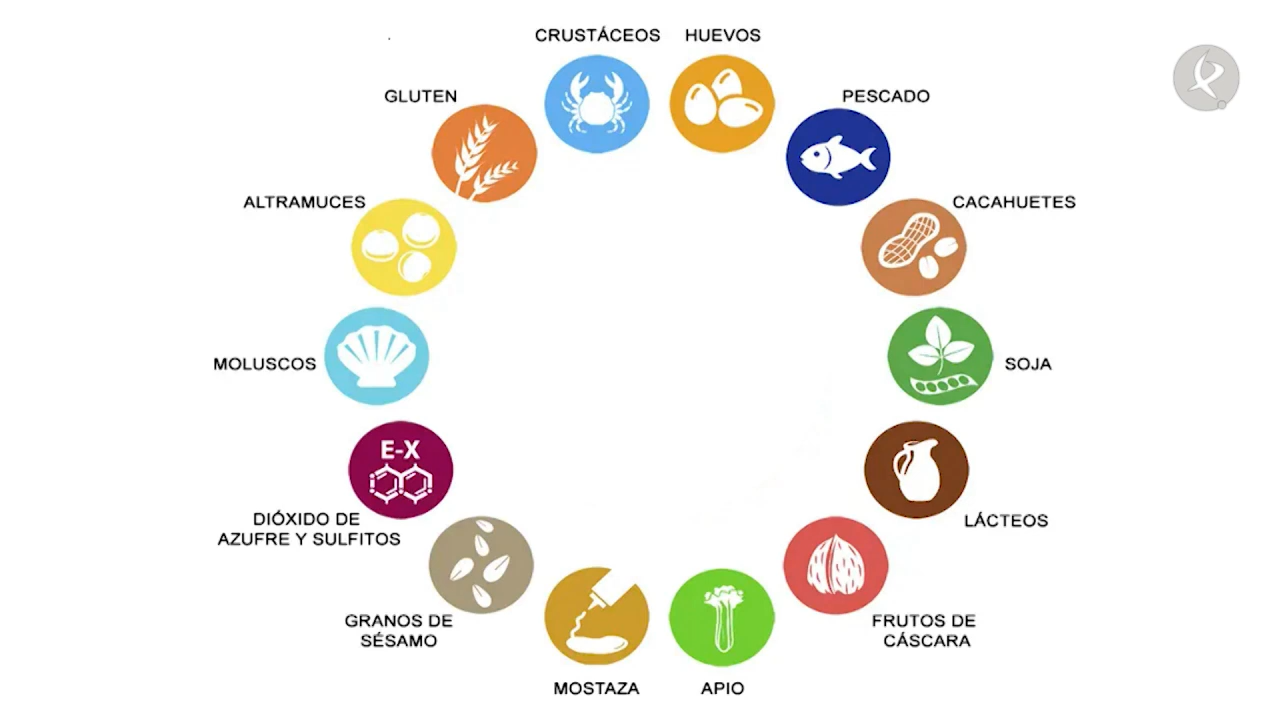 CRUSTÁCEOS
HUEVOS
GLUTEN
PESCADO
ALTRAMUCES
CACAHUETES
MOLUSCOS
SOJA
E-X
DIÓXIDO DE
AZUFRE Y SULFITOS
LÁCTEOS
GRANOS DE
SÉSAMO
FRUTOS DE
CÁSCARA
MOSTAZA
APIO